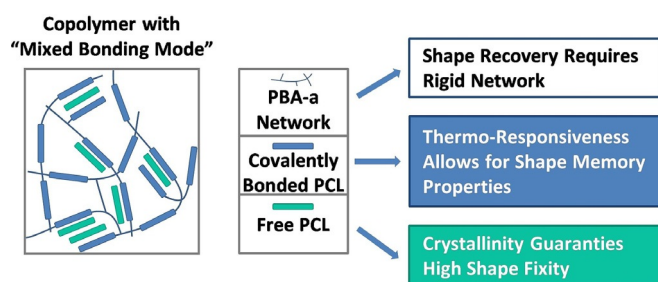 Copolymer with
“Mixed Bonding Mode”
PBA-a
Network
Covalently
Bonded PCL
Free PCL
Shape Recovery Requires
Rigid Network
Thermo-Responsiveness
Allows for Shape Memory
Properties
Crystallinity Guaranties
High Shape Fixity